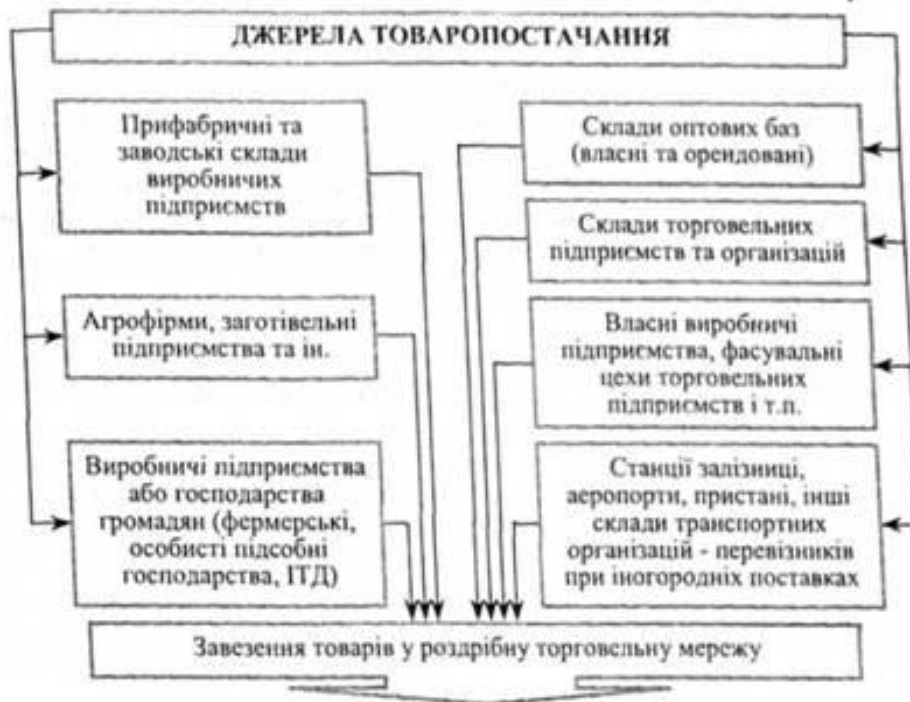 ДЖЕРЕЛА ТОВАРОПОСТАЧАННЯ
Прифабричні та
заводські склади
виробничих
підприємств
Агрофірми, заготівельні
підприємства та ін.
Виробничі підприємства
або господарства
громадян (фермерські,
особисті підсобні
господарства, ІТД)
Склади оптових баз
(власні та орендовані)
Склади торговельних
підприємств та організацій
Власні виробничі
підприємства, фасувальні
цехи торговельних
підприємств і т.п.
Станції залізниці,
аеропорти, пристані, інші
склади транспортних
організацій - перевізників
при іногородніх поставках
Завезення товарів у роздрібну торговельну мережу